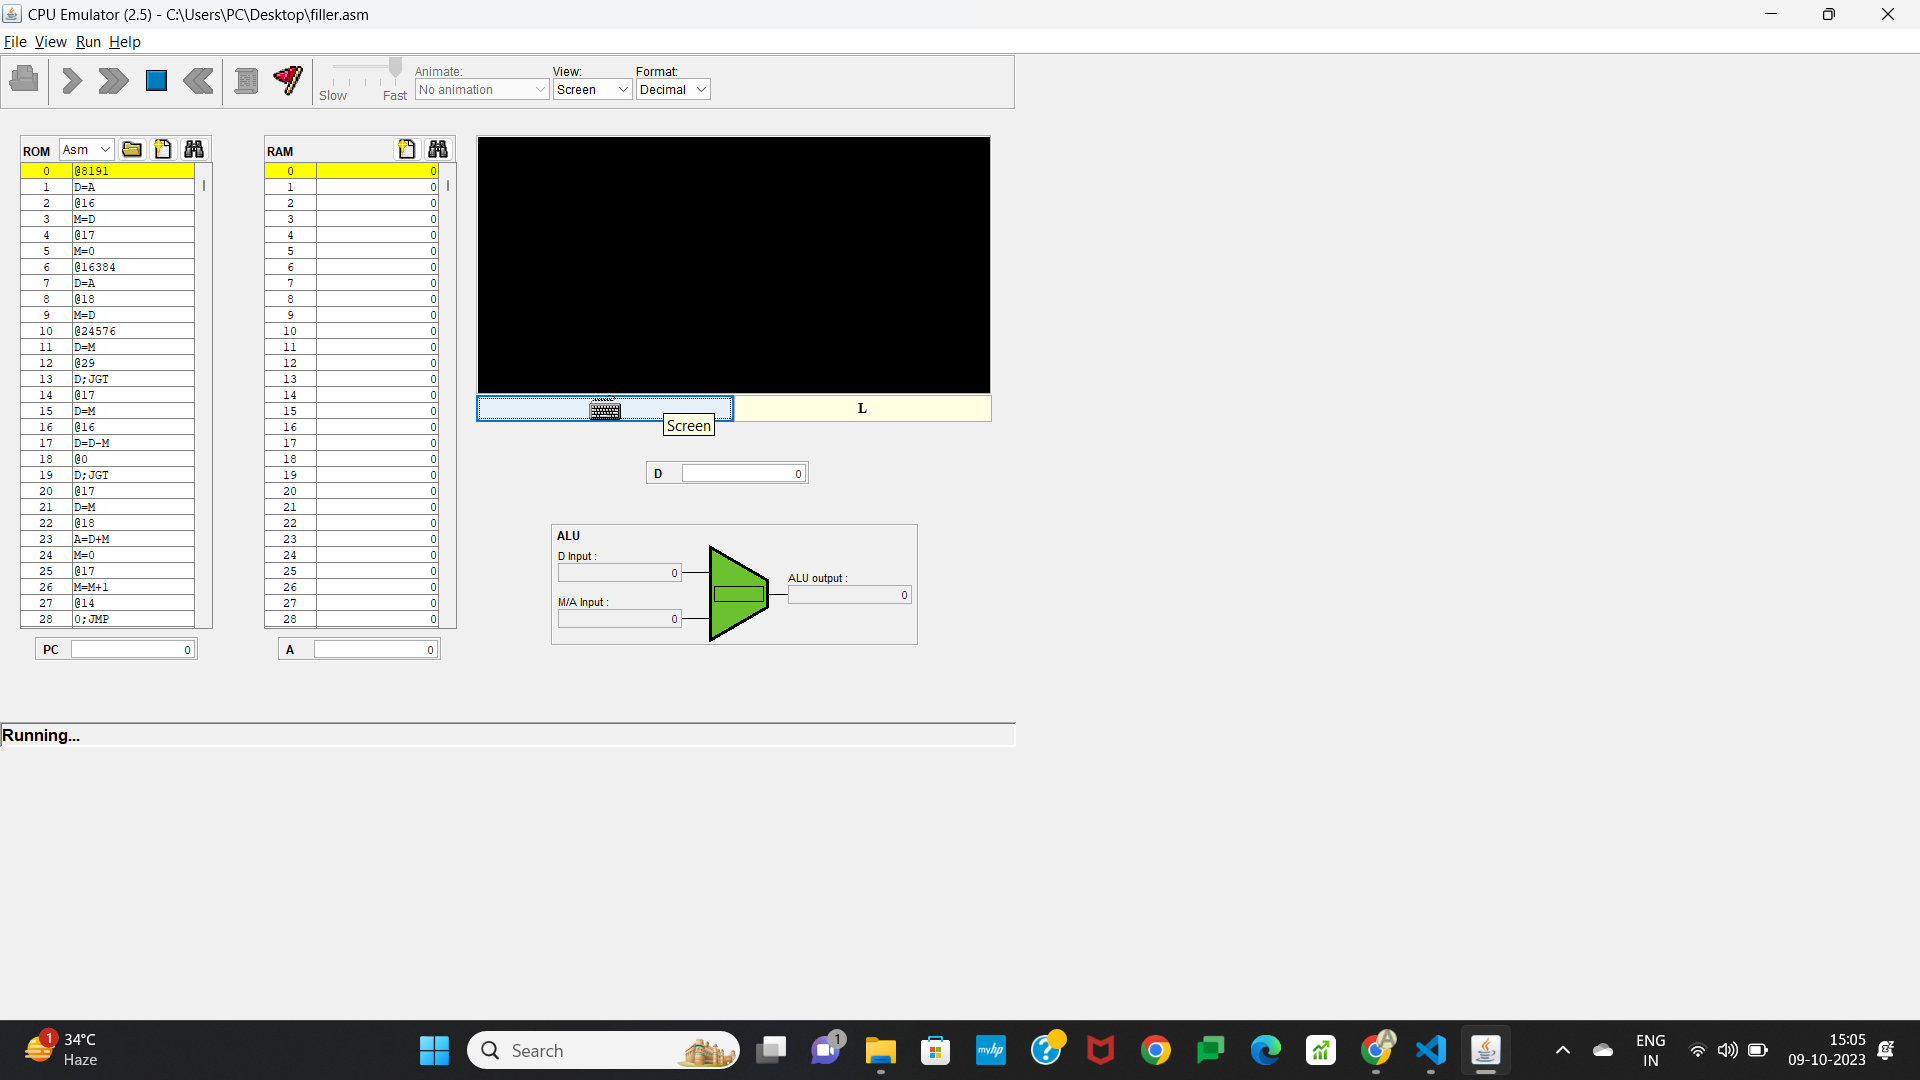 CPU Emulator (2.5) - C:\Users\PC\Desktop\filler.asm
File View Run Help
Slow Fast
Animate:
No animation
View:
Screen
Format:
Decimal
ROM Asm
0 @8191
1 D=A
2 @16
3 M=D
4 @17
5 M=0
6 @16384
7 D=A
8 @18
9 M=D
10 @24576
11 D=M
12 @29
13 D;JGT
14 @17
15 D=M
16 @16
17 D=D-M
18 @0
19 D;JGT
20 @17
21 D=M
22 @18
23 A=D+M
24 M=0
25 @17
26 M=M+1
27 @14
28 0;JMP
PC 0
RAM
0 0
1 0
2 0
3 0
4 0
5 0
6 0
7 0
8 0
9 0
10 0
11 0
12 0
13 0
14 0
15 0
16 0
17 0
18 0
19 0
20 0
21 0
22 0
23 0
24 0
25 0
26 0
27 0
28 0
A 0
L
Screen
D 0
ALU
D Input :
0
M/A Input :
0
ALU output :
0
Running...
1
34°C
Haze
Search
1
myhp
A
ENG
IN
15:05
09-10-2023